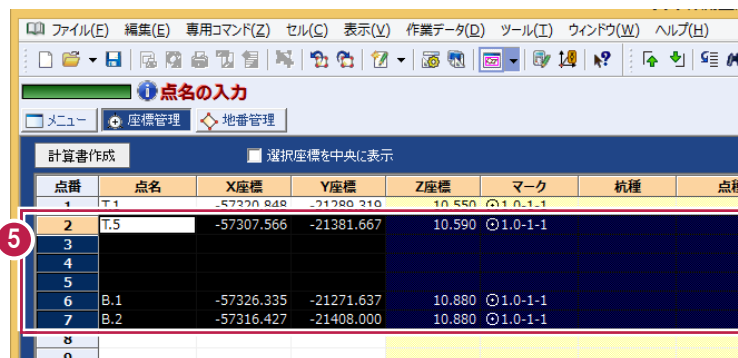 ファイル(F) 編集(E) 専用コマンド(Z) セル(C) 表示(V) 作業データ(D) ツール(T) ウィンドウ(W) ヘルプ(H)
点名の入力
メニュー 座標管理 地番管理
計算書作成 選択座標を中央に表示
点番 点名 X座標 Y座標 Z座標 マーク 杭種 点種
1 T.1 -57320.848 -21289.319 10.550 1.0-1-1
2 T.5 -57307.566 -21381.667 10.590 1.0-1-1
5
3
4
5
6 B.1 -57326.335 -21271.637 10.880 1.0-1-1
7 B.2 -57316.427 -21408.000 10.880 1.0-1-1
8
9